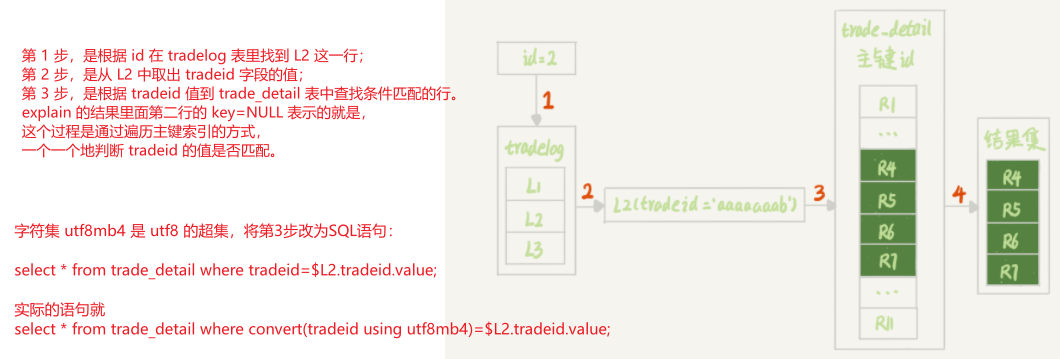 第 1 步，是根据 id 在 tradelog 表里找到 L2 这一行；
第 2 步，是从 L2 中取出 tradeid 字段的值；
第 3 步，是根据 tradeid 值到 trade_detail 表中查找条件匹配的行。
explain 的结果里面第二行的 key=NULL 表示的就是，
这个过程是通过遍历主键索引的方式，
一个一个地判断 tradeid 的值是否匹配。
字符集 utf8mb4 是 utf8 的超集，将第3步改为SQL语句：
select * from trade_detail where tradeid=$L2.tradeid.value;
实际的语句就
select * from trade_detail where convert(tradeid using utf8mb4)=$L2.tradeid.value;
id=2
1
tradelog
L1
L2
L3
2
L2(tradeid='aaaaaaab')
3
trade_detail
主键id
R1
...
R4
R5
R6
R7
...
R11
4
结果集
R4
R5
R6
R7